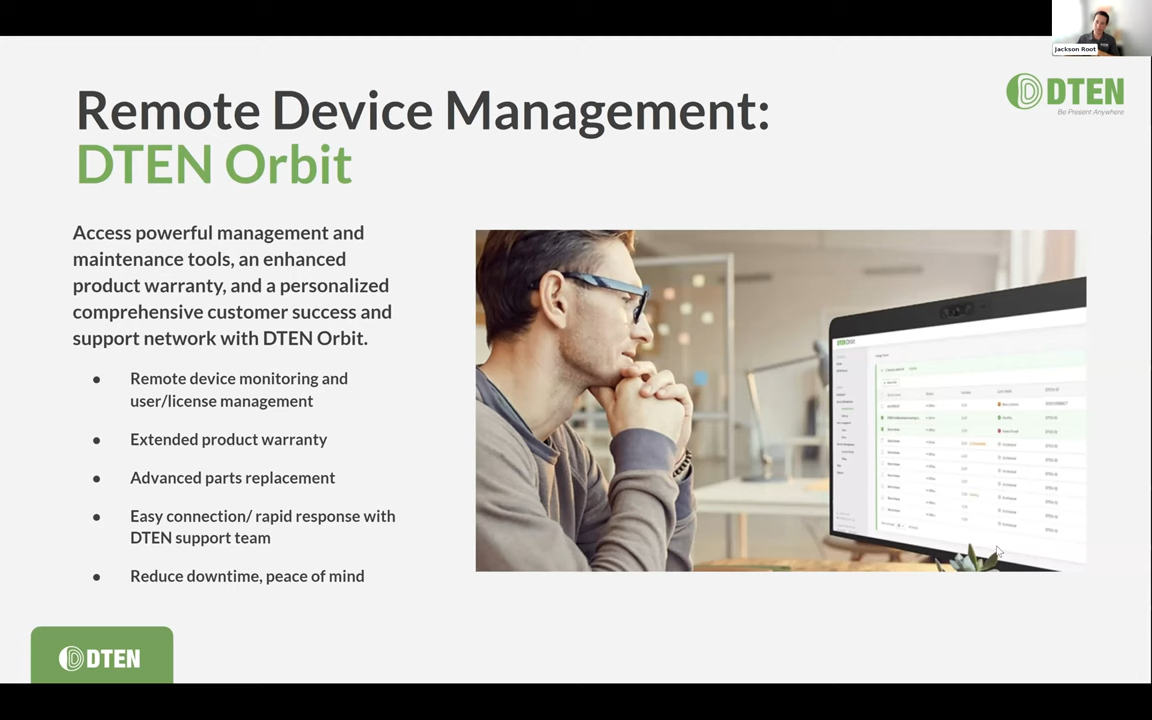 Jackson Root
Remote Device Management:
DTEN
Be Present Anywhere
DTEN Orbit
Access powerful management and
maintenance tools, an enhanced
product warranty, and a personalized
comprehensive customer success and
support network with DTEN Orbit.
● Remote device monitoring and
user/license management
● Extended product warranty
● Advanced parts replacement
● Easy connection/ rapid response with
DTEN support team
● Reduce downtime, peace of mind
DTEN Orbit
DTEN